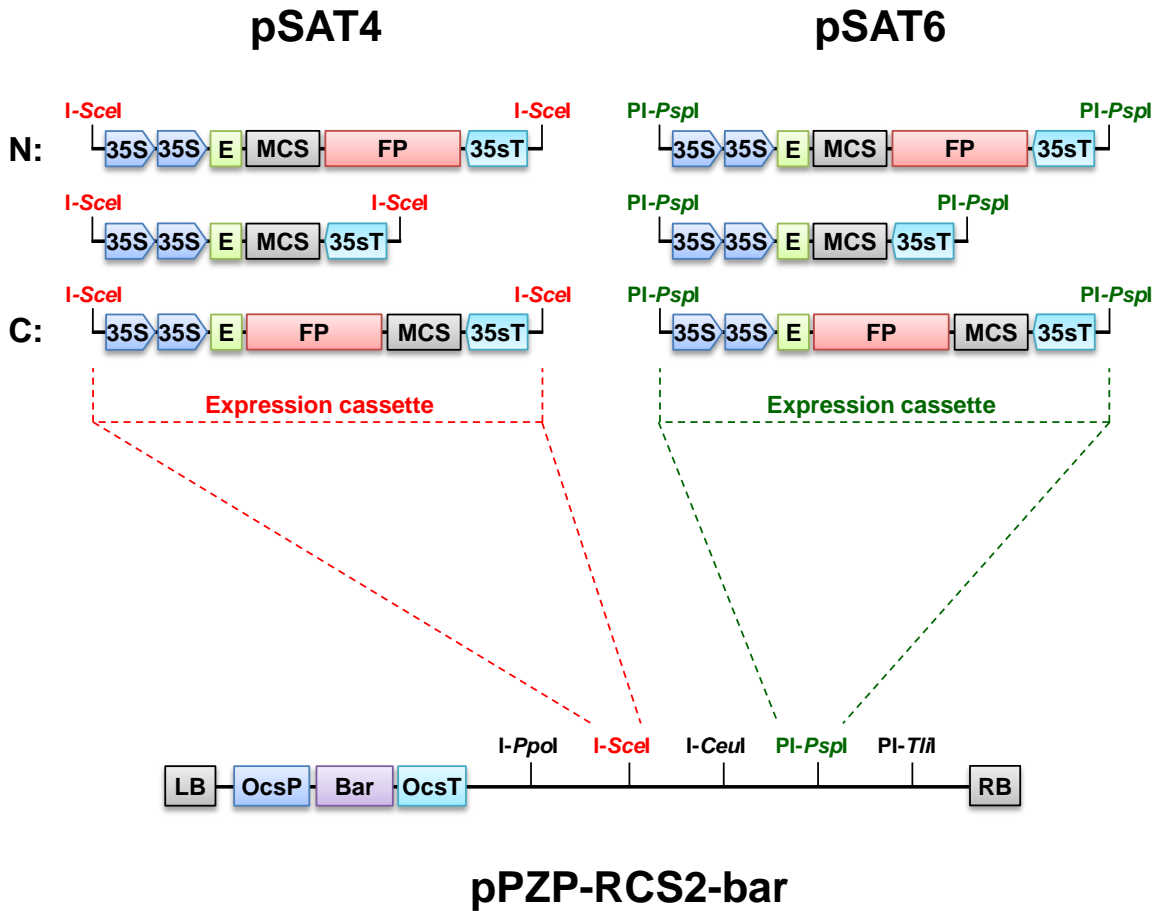 pSAT4 pSAT6
I-SceI I-SceI PI-PspI PI-PspI
N: 35S 35S E MCS FP 35sT 35S 35S E MCS FP 35sT
I-SceI I-SceI PI-PspI PI-PspI
35S 35S E MCS 35sT 35S 35S E MCS 35sT
I-SceI I-SceI PI-PspI PI-PspI
C: 35S 35S E FP MCS 35sT 35S 35S E FP MCS 35sT
Expression cassette Expression cassette
I-PpoI I-SceI I-CeuI PI-PspI PI-TliI
LB OcsP Bar OcsT RB
pPZP-RCS2-bar